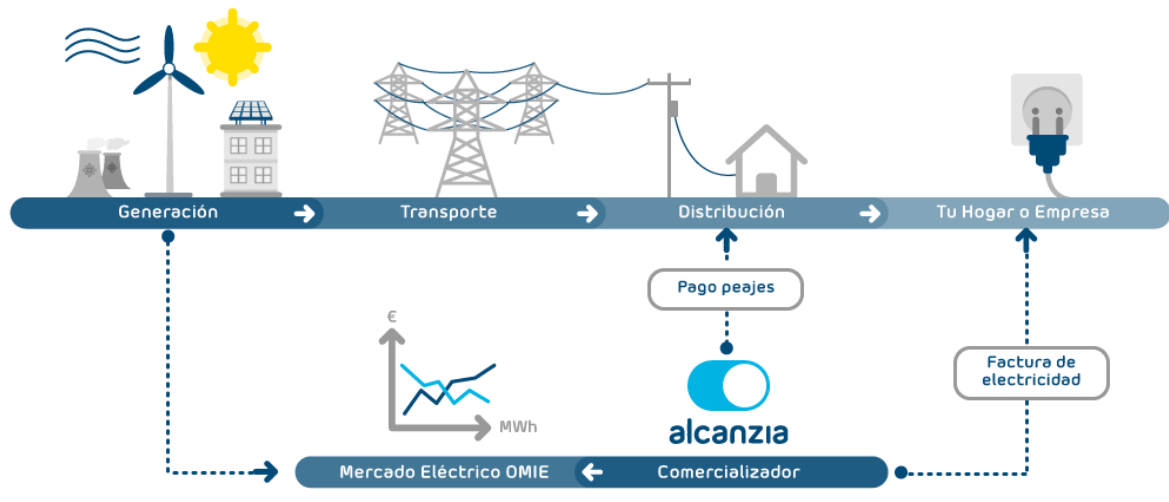 Generación
Transporte
Distribución
Tu Hogar o Empresa
Pago peajes
€
Factura de
electricidad
MWh
alcanzia
Mercado Eléctrico OMIE
Comercializador